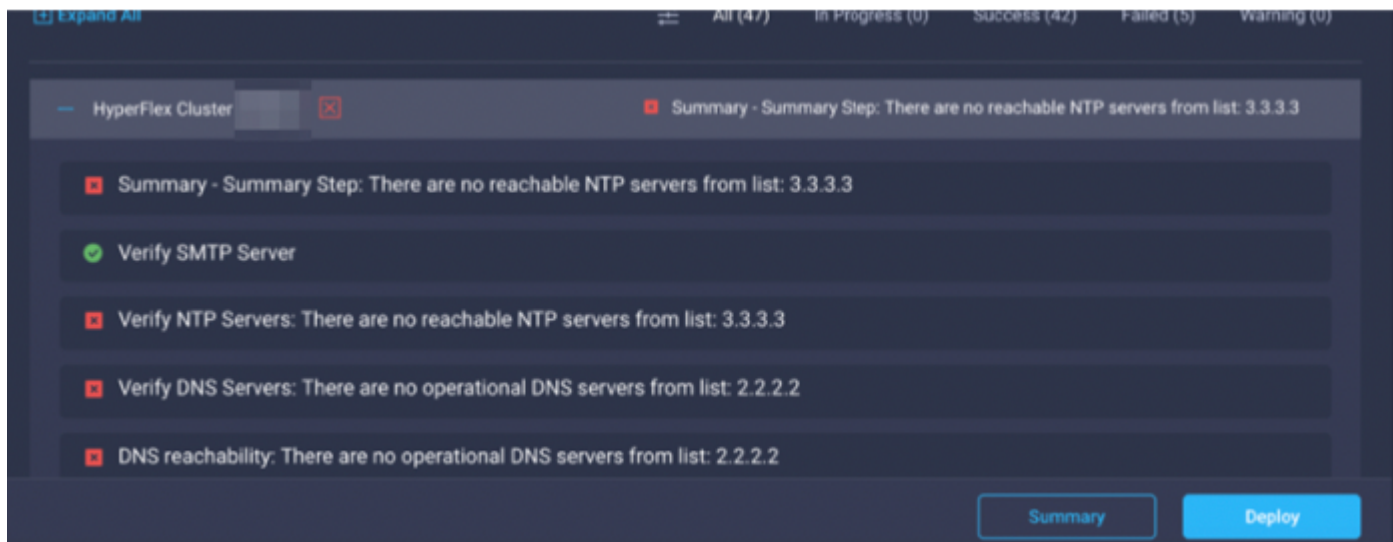 Expand All
All (47) In Progress (0) Success (42) Failed (5) Warning (0)
HyperFlex Cluster
Summary - Summary Step: There are no reachable NTP servers from list: 3.3.3.3
Summary - Summary Step: There are no reachable NTP servers from list: 3.3.3.3
Verify SMTP Server
Verify NTP Servers: There are no reachable NTP servers from list: 3.3.3.3
Verify DNS Servers: There are no operational DNS servers from list: 2.2.2.2
DNS reachability: There are no operational DNS servers from list: 2.2.2.2
Summary
Deploy